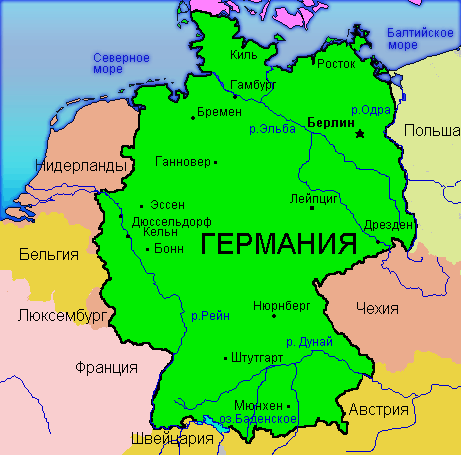 Балтийское
море
Северное
море
Киль
Росток
Гамбург
Бремен
р.Одра
р.Эльба
Берлин
Польша
Нидерланды
Ганновер
Эссен
Лейпциг
Дюссельдорф
Дрезден
Кельн
Бонн
ГЕРМАНИЯ
Бельгия
Нюрнберг
Чехия
Люксембург
р.Рейн
р. Дунай
Штутгарт
Франция
Мюнхен
Австрия
оз.Баденское
Швейцария